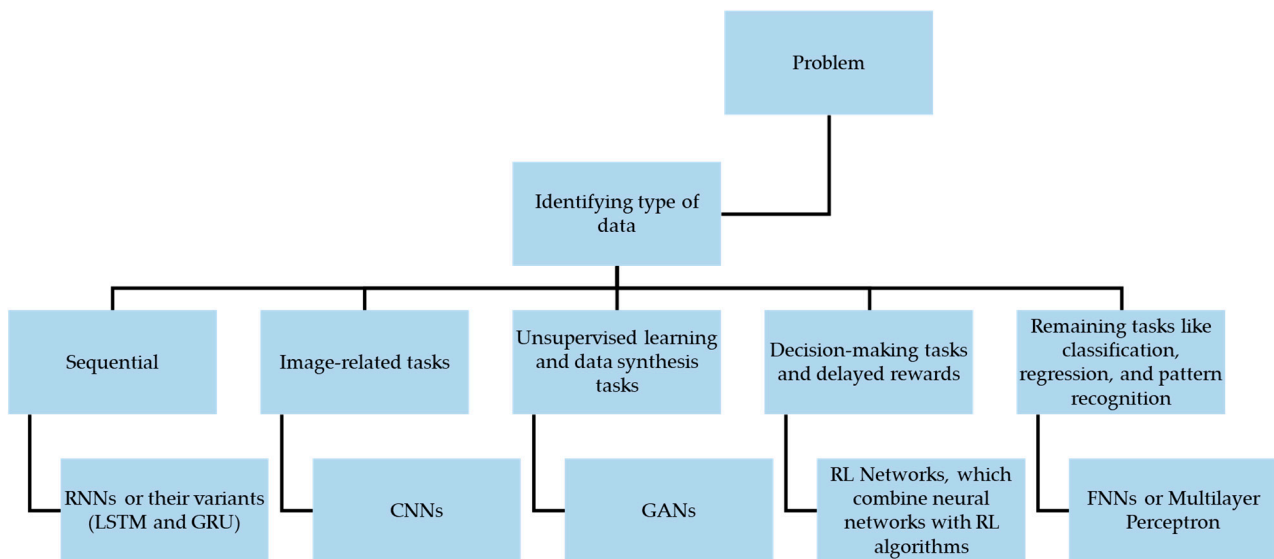 Problem
Identifying type of
data
Sequential
Image-related tasks
Unsupervised learning
and data synthesis
tasks
Decision-making tasks
and delayed rewards
Remaining tasks like
classification,
regression, and pattern
recognition
RNNs or their variants
(LSTM and GRU)
CNNs
GANs
RL Networks, which
combine neural
networks with RL
algorithms
FNNs or Multilayer
Perceptron